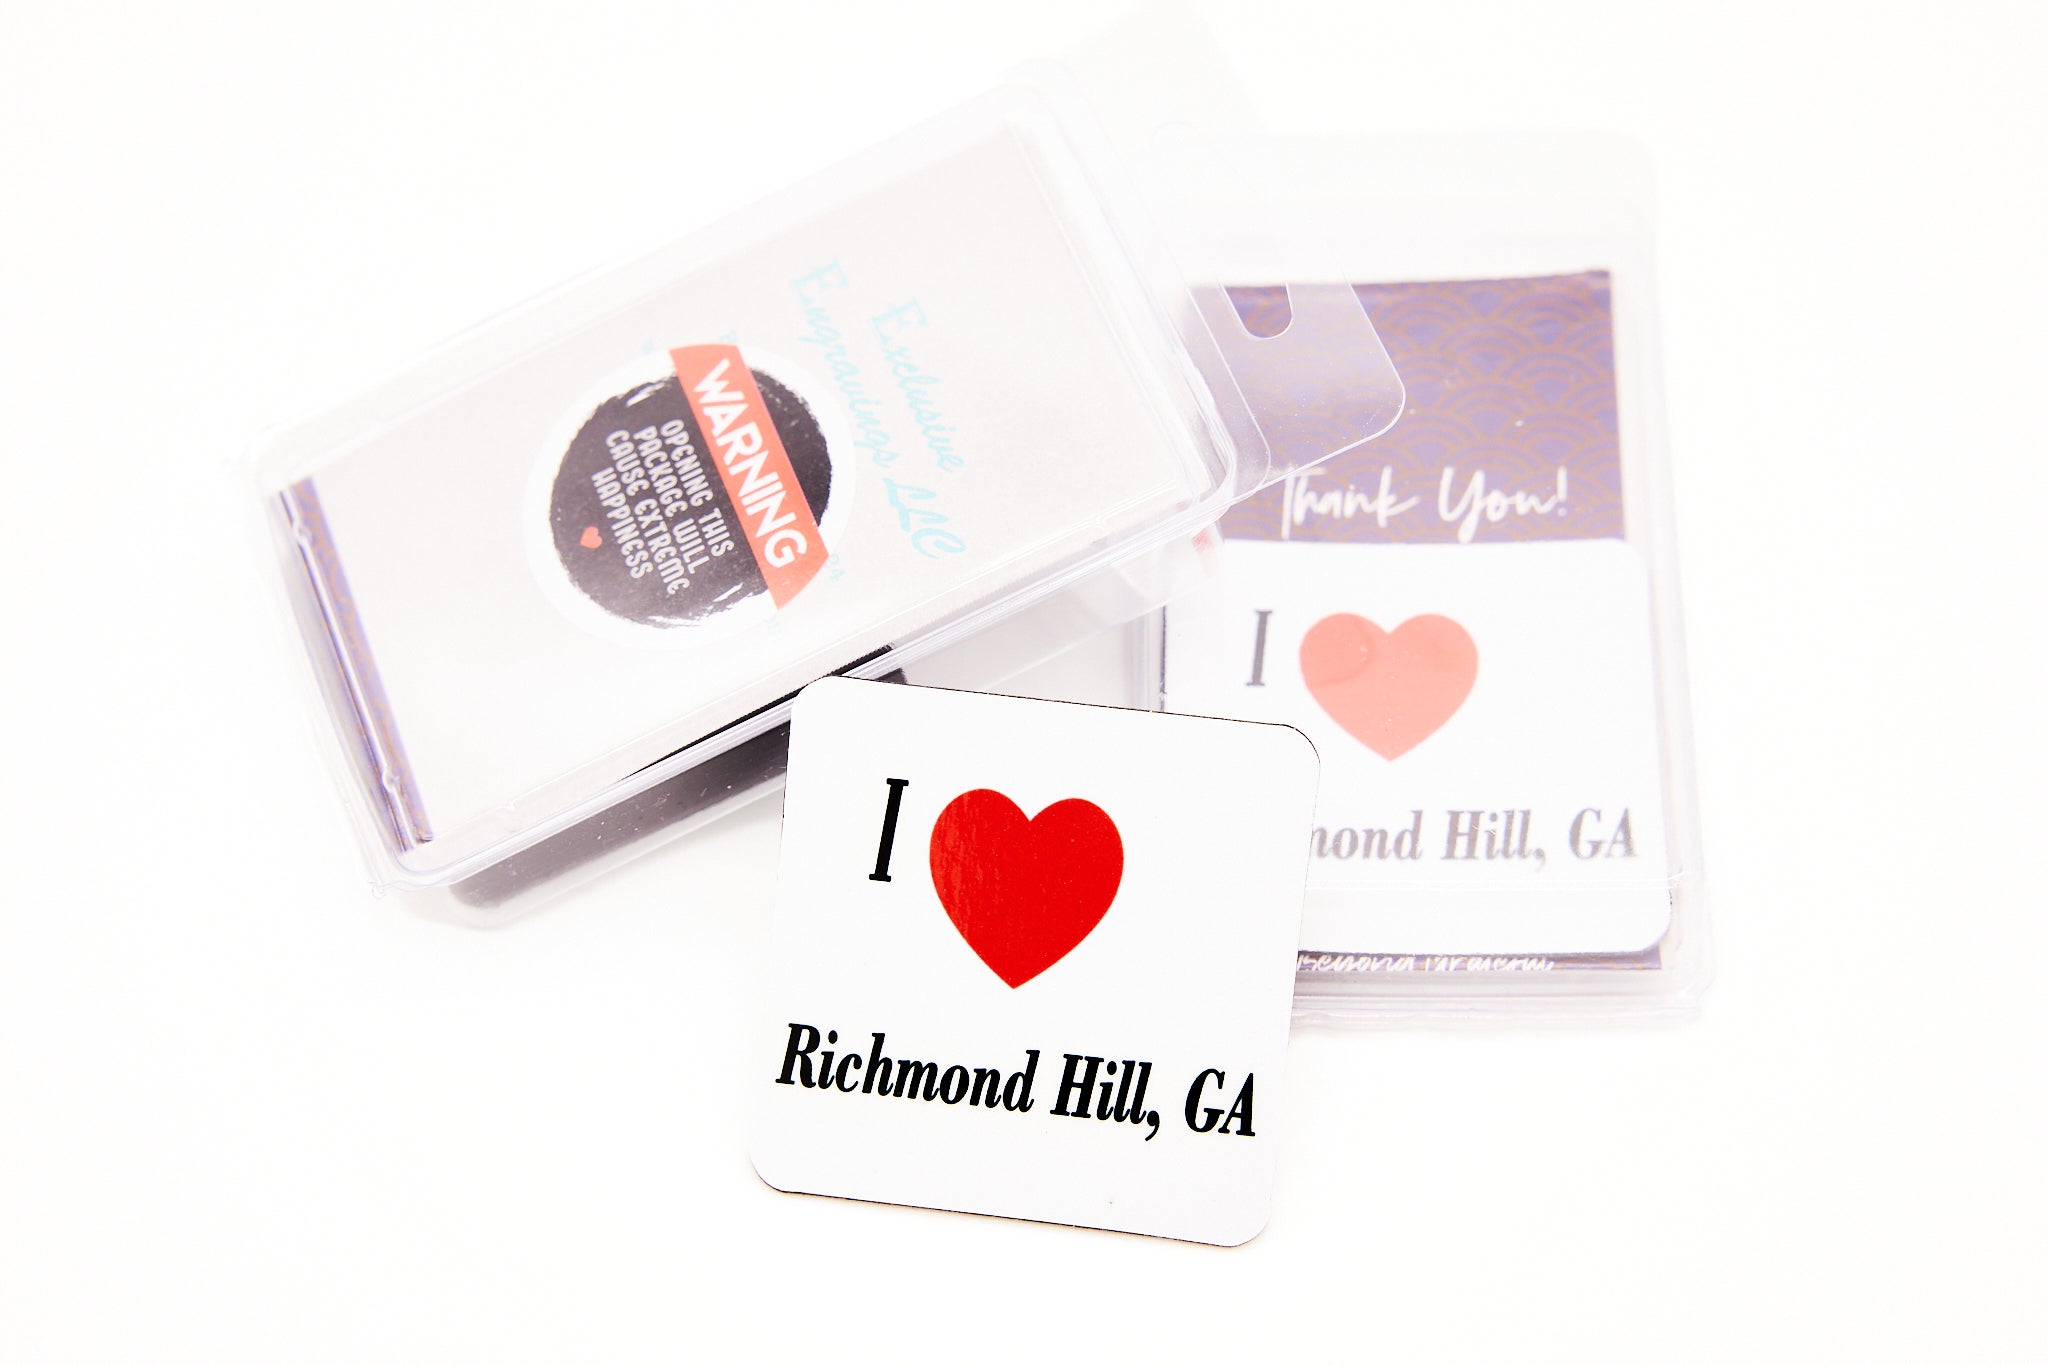 Exclusive
Engravings LLC
WARNING
OPENING THIS
PACKAGE WILL
CAUSE EXTREME
HAPPINESS
Thank You!
I
mond Hill, GA
I
Richmond Hill, GA